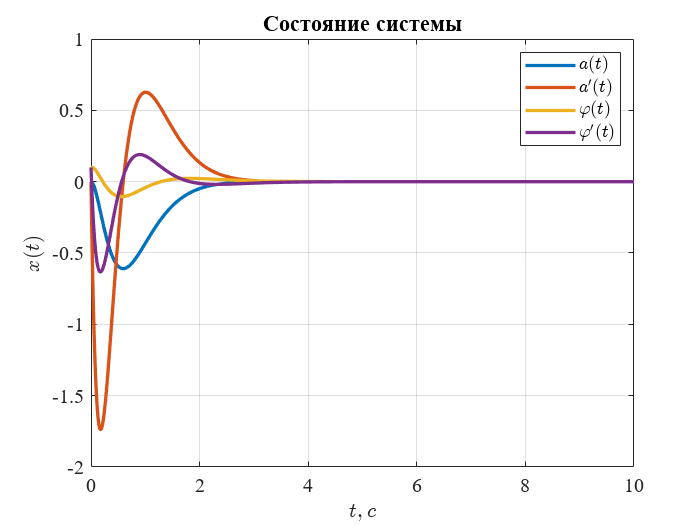 Состояние системы
1
0.5
0
-0.5
-1
-1.5
-2
x(t)
a(t)
a′(t)
φ(t)
φ′(t)
0 2 4 6 8 10
t, c